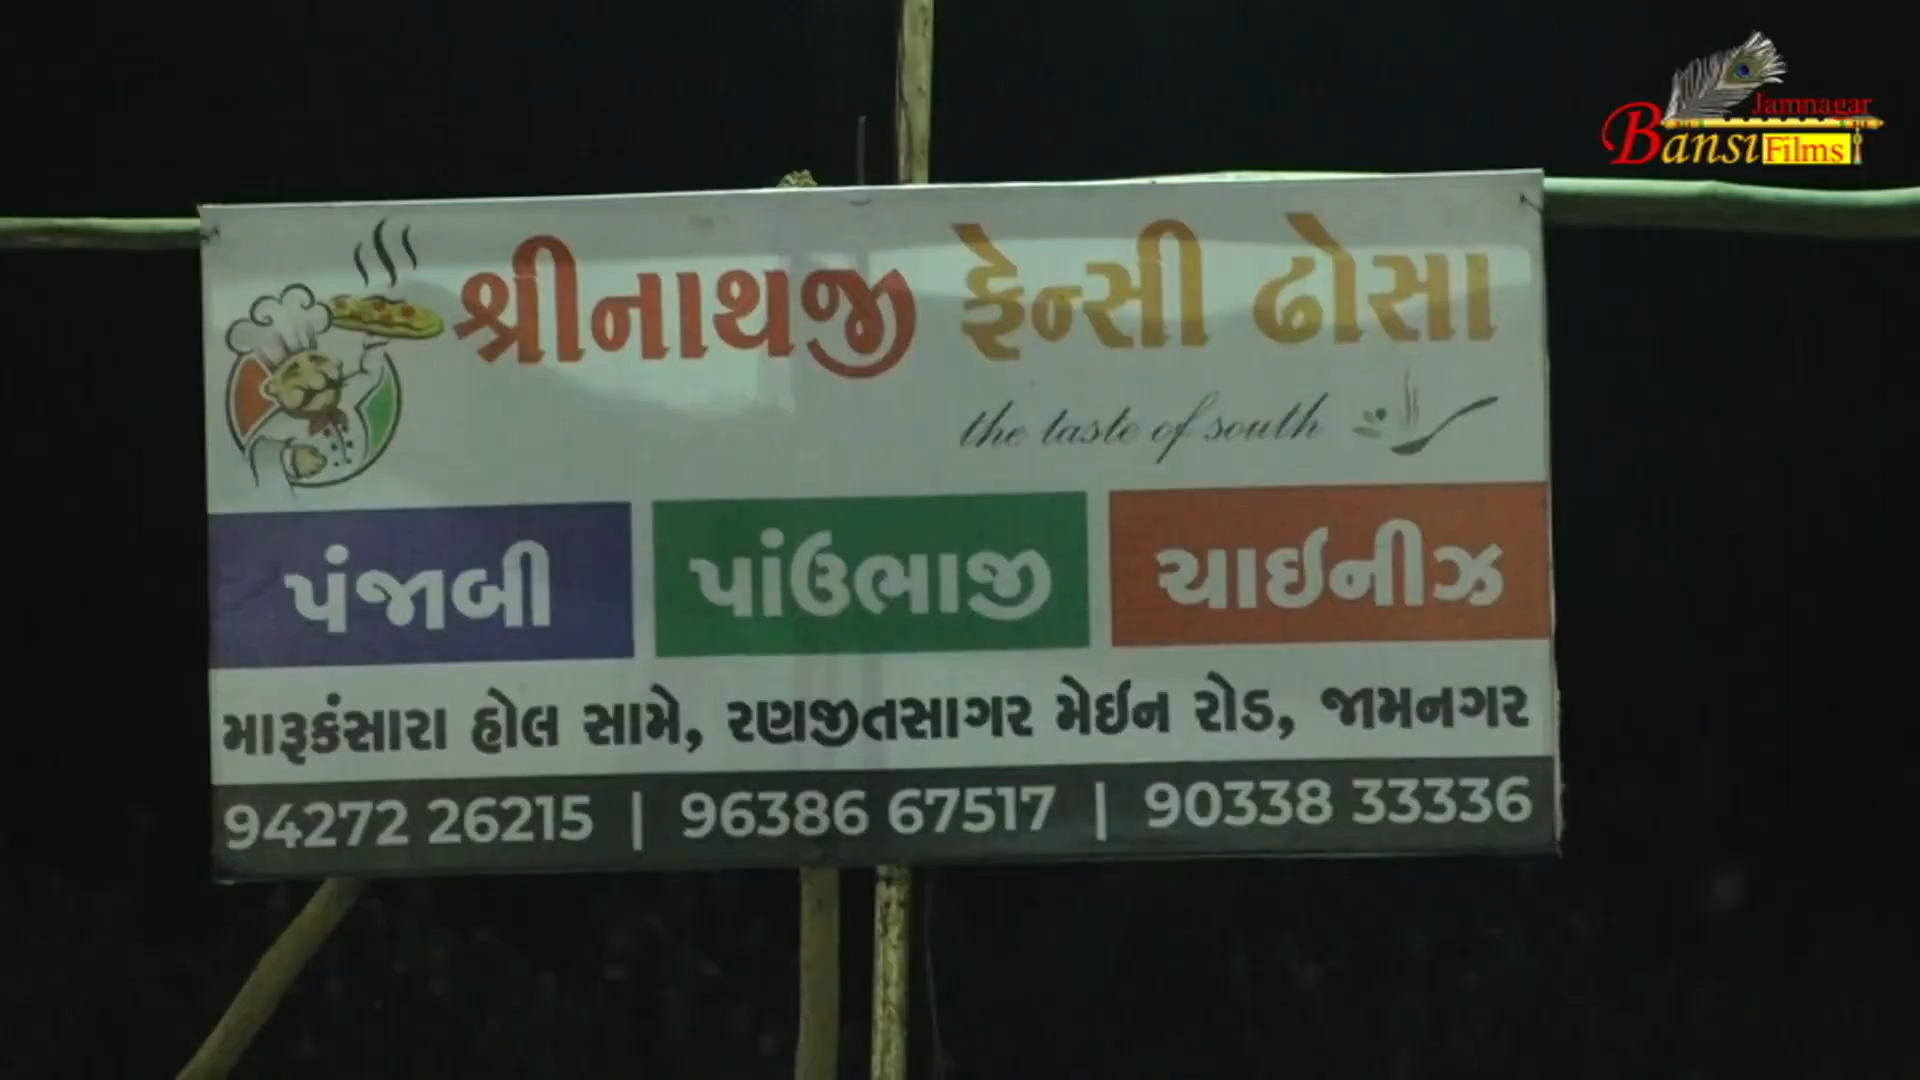 Jamnagar
Bansi Films
શ્રીનાથજી ફેન્સી ઢોસા
the taste of south
પંજાબી પાંઉભાજી ચાઇનીઝ
મારૂકંસારા હોલ સામે, રણજીતસાગર મેઈન રોડ, જામનગર
94272 26215 | 96386 67517 | 90338 33336